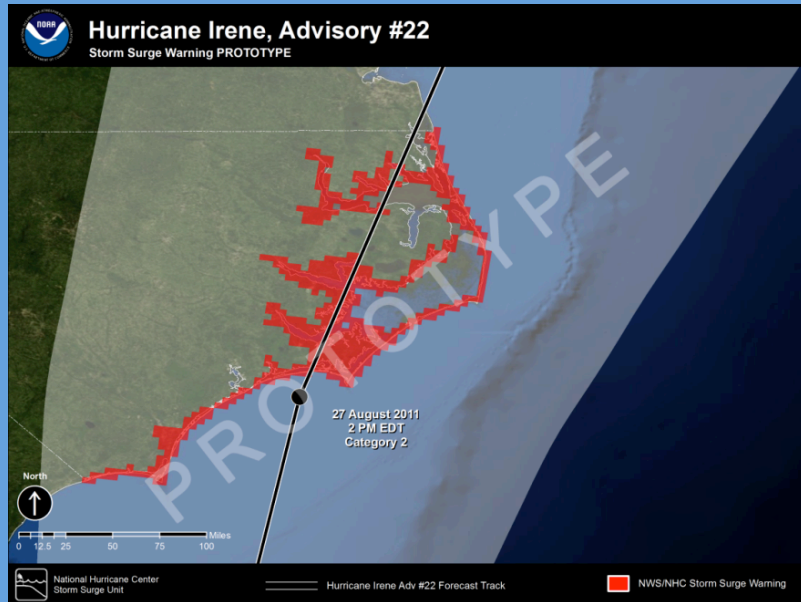 NOAA
Hurricane Irene, Advisory #22
Storm Surge Warning PROTOTYPE
PROTOTYPE
27 August 2011
2 PM EDT
Category 2
North
0 12.5 25 50 75 100 Miles
National Hurricane Center
Storm Surge Unit
Hurricane Irene Adv #22 Forecast Track
NWS/NHC Storm Surge Warning